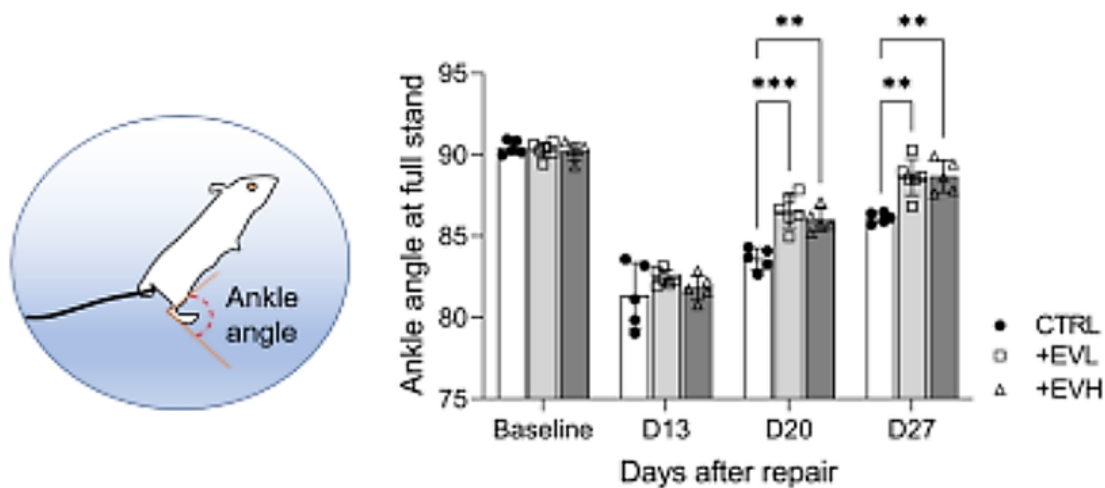 Ankle
angle
Ankle angle at full stand
95
90
85
80
75
** **
*** **
Baseline D13 D20 D27
Days after repair
CTRL
+EVL
+EVH